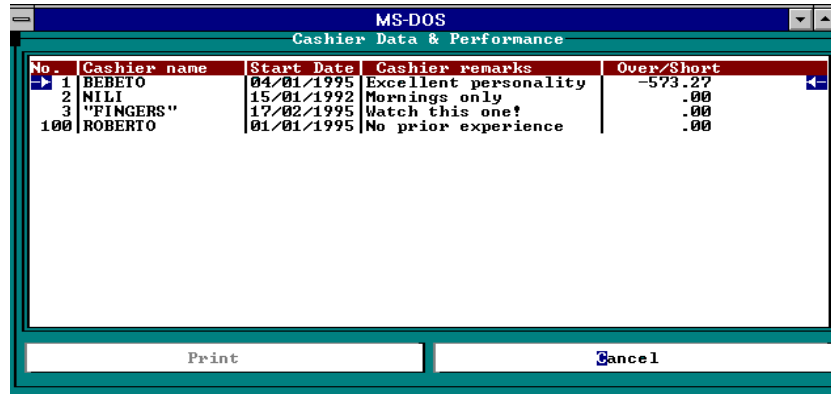 MS-DOS
Cashier Data & Performance
No. Cashier name Start Date Cashier remarks Over/Short
1 BEBETO 04/01/1995 Excellent personality -573.27
2 NILI 15/01/1992 Mornings only .00
3 "FINGERS" 17/02/1995 Watch this one! .00
100 ROBERTO 01/01/1995 No prior experience .00
Print Cancel